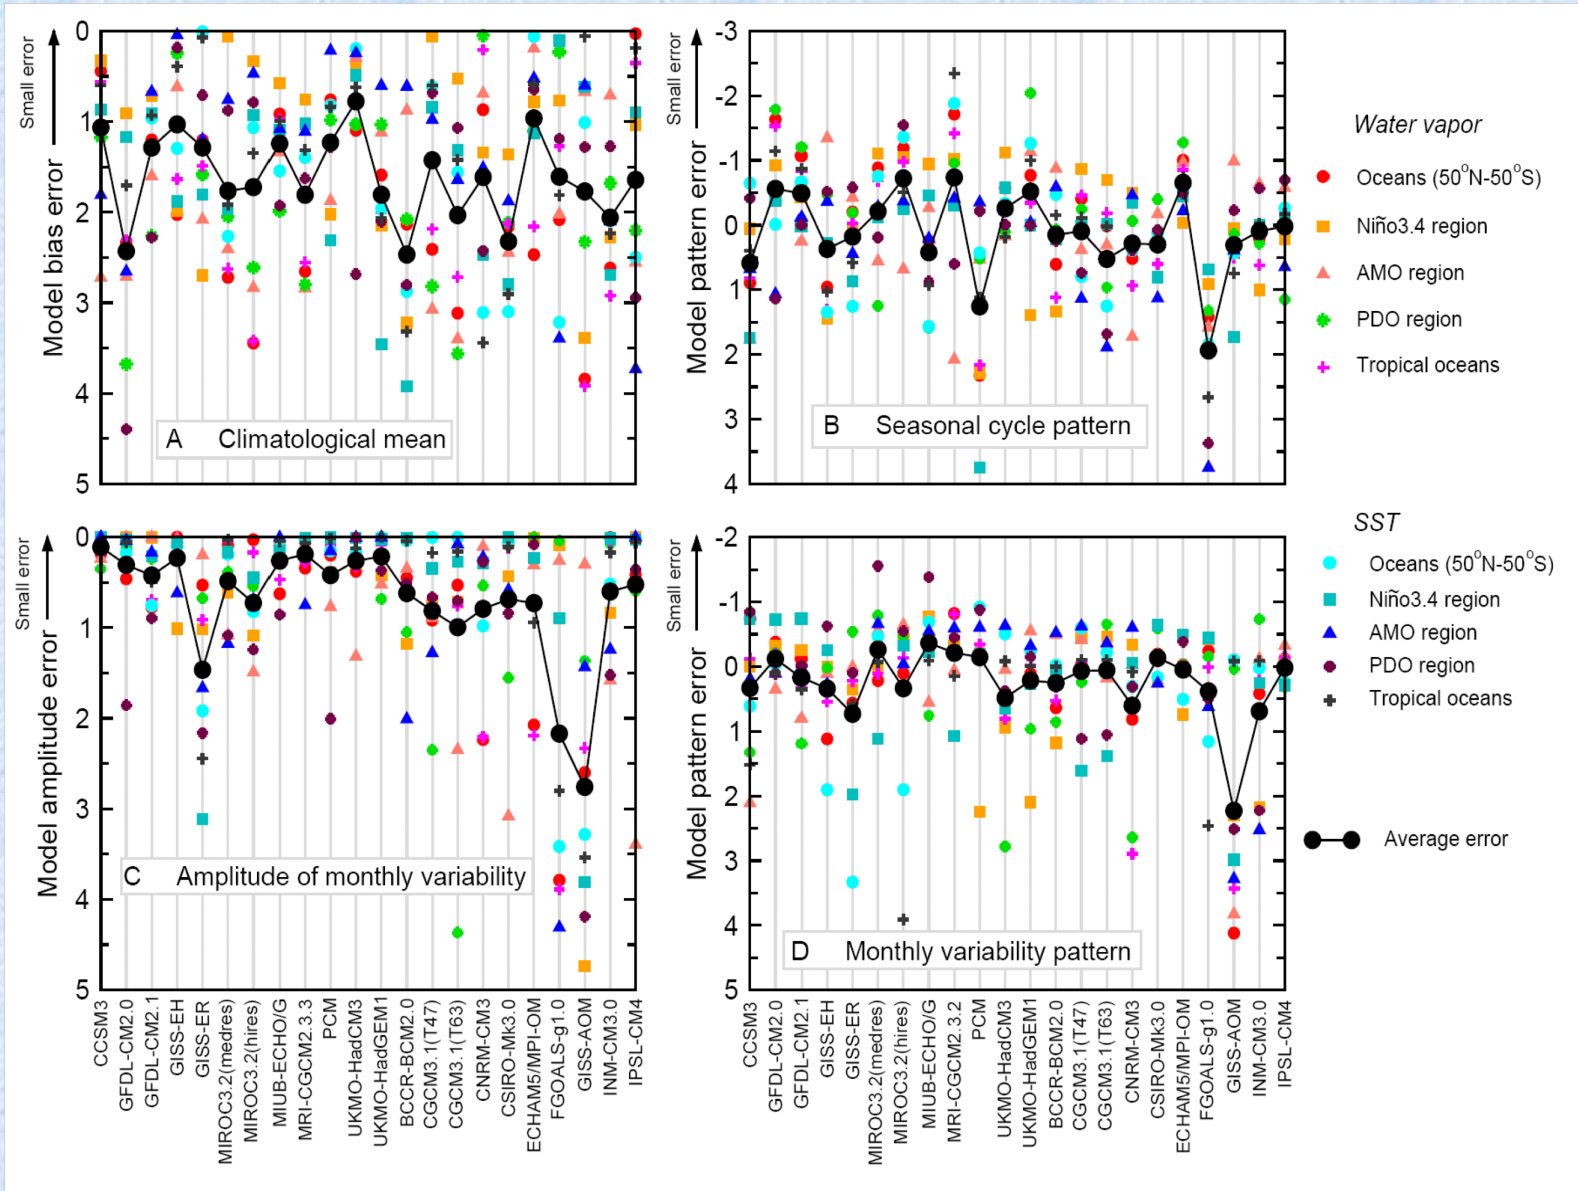 0
1
2
3
4
5
Small error
Model bias error
A Climatological mean
-3
-2
-1
0
1
2
3
4
Small error
Model pattern error
B Seasonal cycle pattern
Water vapor
Oceans (50°N-50°S)
Niño3.4 region
AMO region
PDO region
Tropical oceans
0
1
2
3
4
5
Small error
Model amplitude error
C Amplitude of monthly variability
-2
-1
0
1
2
3
4
5
Small error
Model pattern error
D Monthly variability pattern
SST
Oceans (50°N-50°S)
Niño3.4 region
AMO region
PDO region
Tropical oceans
Average error
CCSM3
GFDL-CM2.0
GFDL-CM2.1
GISS-EH
GISS-ER
MIROC3.2(medres)
MIROC3.2(hires)
MIUB-ECHO/G
MRI-CGCM2.3.3
PCM
UKMO-HadCM3
UKMO-HadGEM1
BCCR-BCM2.0
CGCM3.1(T47)
CGCM3.1(T63)
CNRM-CM3
CSIRO-Mk3.0
ECHAM5/MPI-OM
FGOALS-g1.0
GISS-AOM
INM-CM3.0
IPSL-CM4
CCSM3
GFDL-CM2.0
GFDL-CM2.1
GISS-EH
GISS-ER
MIROC3.2(medres)
MIROC3.2(hires)
MIUB-ECHO/G
MRI-CGCM2.3.2
PCM
UKMO-HadCM3
UKMO-HadGEM1
BCCR-BCM2.0
CGCM3.1(T47)
CGCM3.1(T63)
CNRM-CM3
CSIRO-Mk3.0
ECHAM5/MPI-OM
FGOALS-g1.0
GISS-AOM
INM-CM3.0
IPSL-CM4